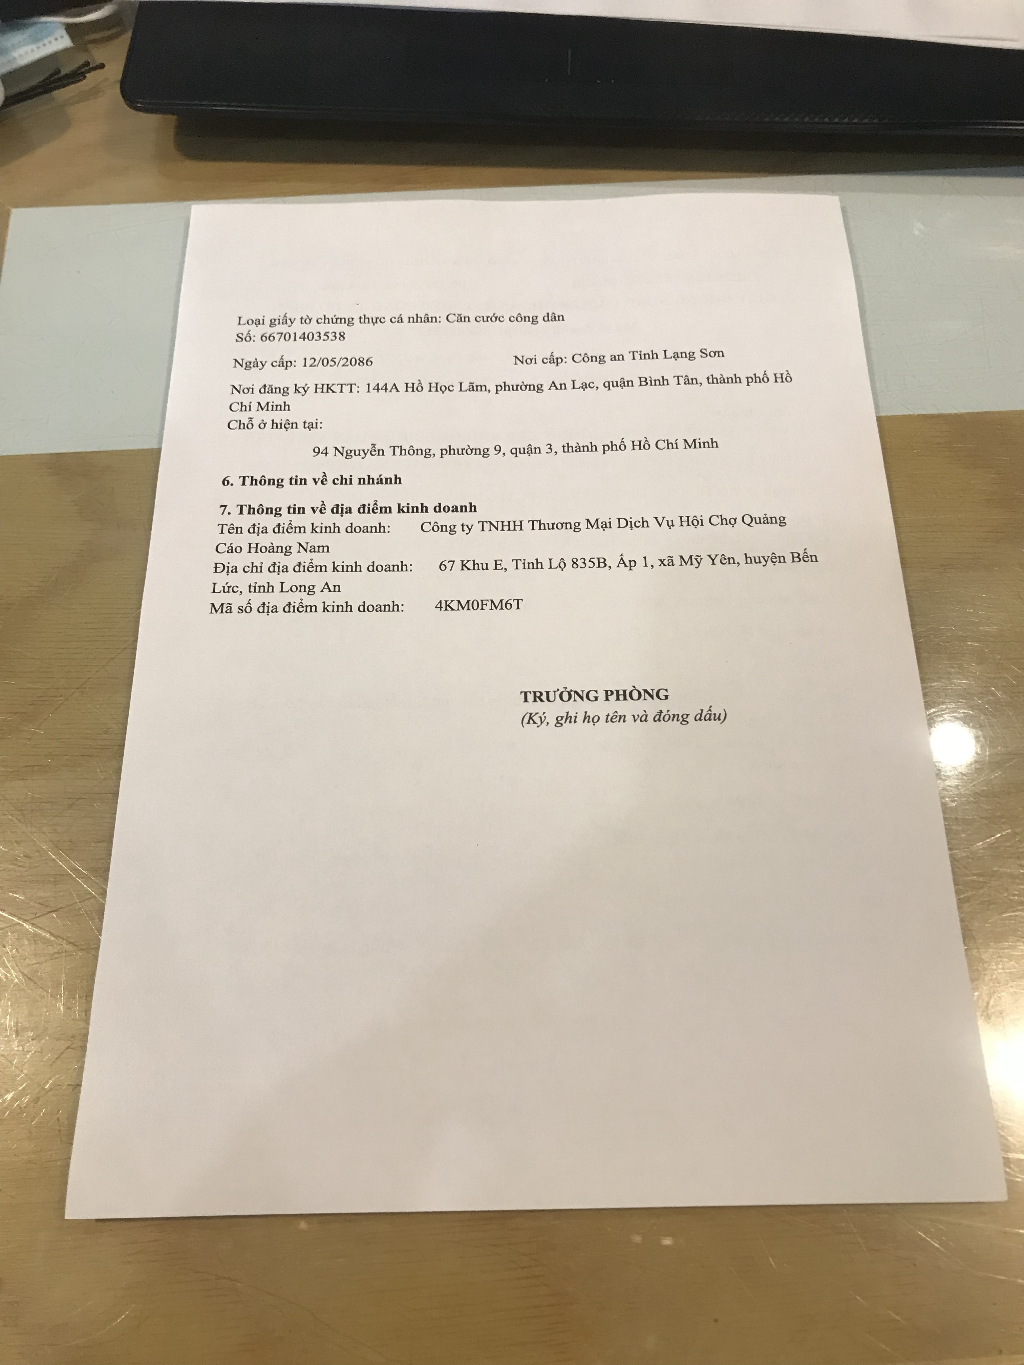 Loại giấy tờ chứng thực cá nhân: Căn cước công dân
Số: 66701403538
Ngày cấp: 12/05/2086 Nơi cấp: Công an Tỉnh Lạng Sơn
Nơi đăng ký HKTT: 144A Hồ Học Lãm, phường An Lạc, quận Bình Tân, thành phố Hồ
Chí Minh
Chỗ ở hiện tại:
94 Nguyễn Thông, phường 9, quận 3, thành phố Hồ Chí Minh
6. Thông tin về chi nhánh
7. Thông tin về địa điểm kinh doanh
Tên địa điểm kinh doanh: Công ty TNHH Thương Mại Dịch Vụ Hội Chợ Quảng
Cáo Hoàng Nam
Địa chỉ địa điểm kinh doanh: 67 Khu E, Tỉnh Lộ 835B, Ấp 1, xã Mỹ Yên, huyện Bến
Lức, tỉnh Long An
Mã số địa điểm kinh doanh: 4KM0FM6T
TRƯỞNG PHÒNG
(Ký, ghi họ tên và đóng dấu)